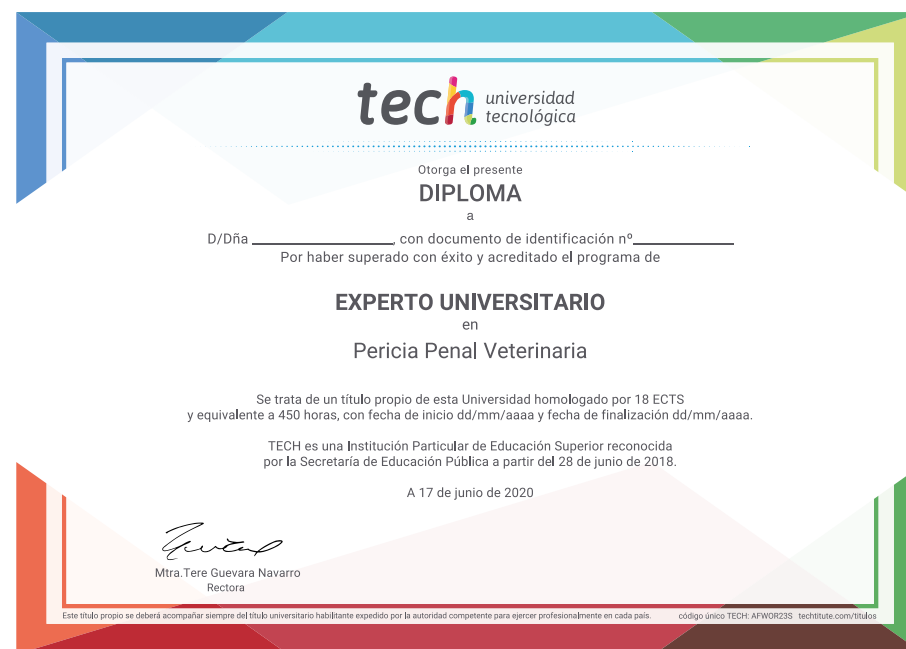 tech universidad
tecnológica
Otorga el presente
DIPLOMA
a
D/Dña ____________________, con documento de identificación nº______________
Por haber superado con éxito y acreditado el programa de
EXPERTO UNIVERSITARIO
en
Pericia Penal Veterinaria
Se trata de un título propio de esta Universidad homologado por 18 ECTS
y equivalente a 450 horas, con fecha de inicio dd/mm/aaaa y fecha de finalización dd/mm/aaaa.
TECH es una Institución Particular de Educación Superior reconocida
por la Secretaría de Educación Pública a partir del 28 de junio de 2018.
A 17 de junio de 2020
Mtra.Tere Guevara Navarro
Rectora
Este título propio se deberá acompañar siempre del título universitario habilitante expedido por la autoridad competente para ejercer profesionalmente en cada país. código único TECH: AFWOR23S techtitute.com/titulos